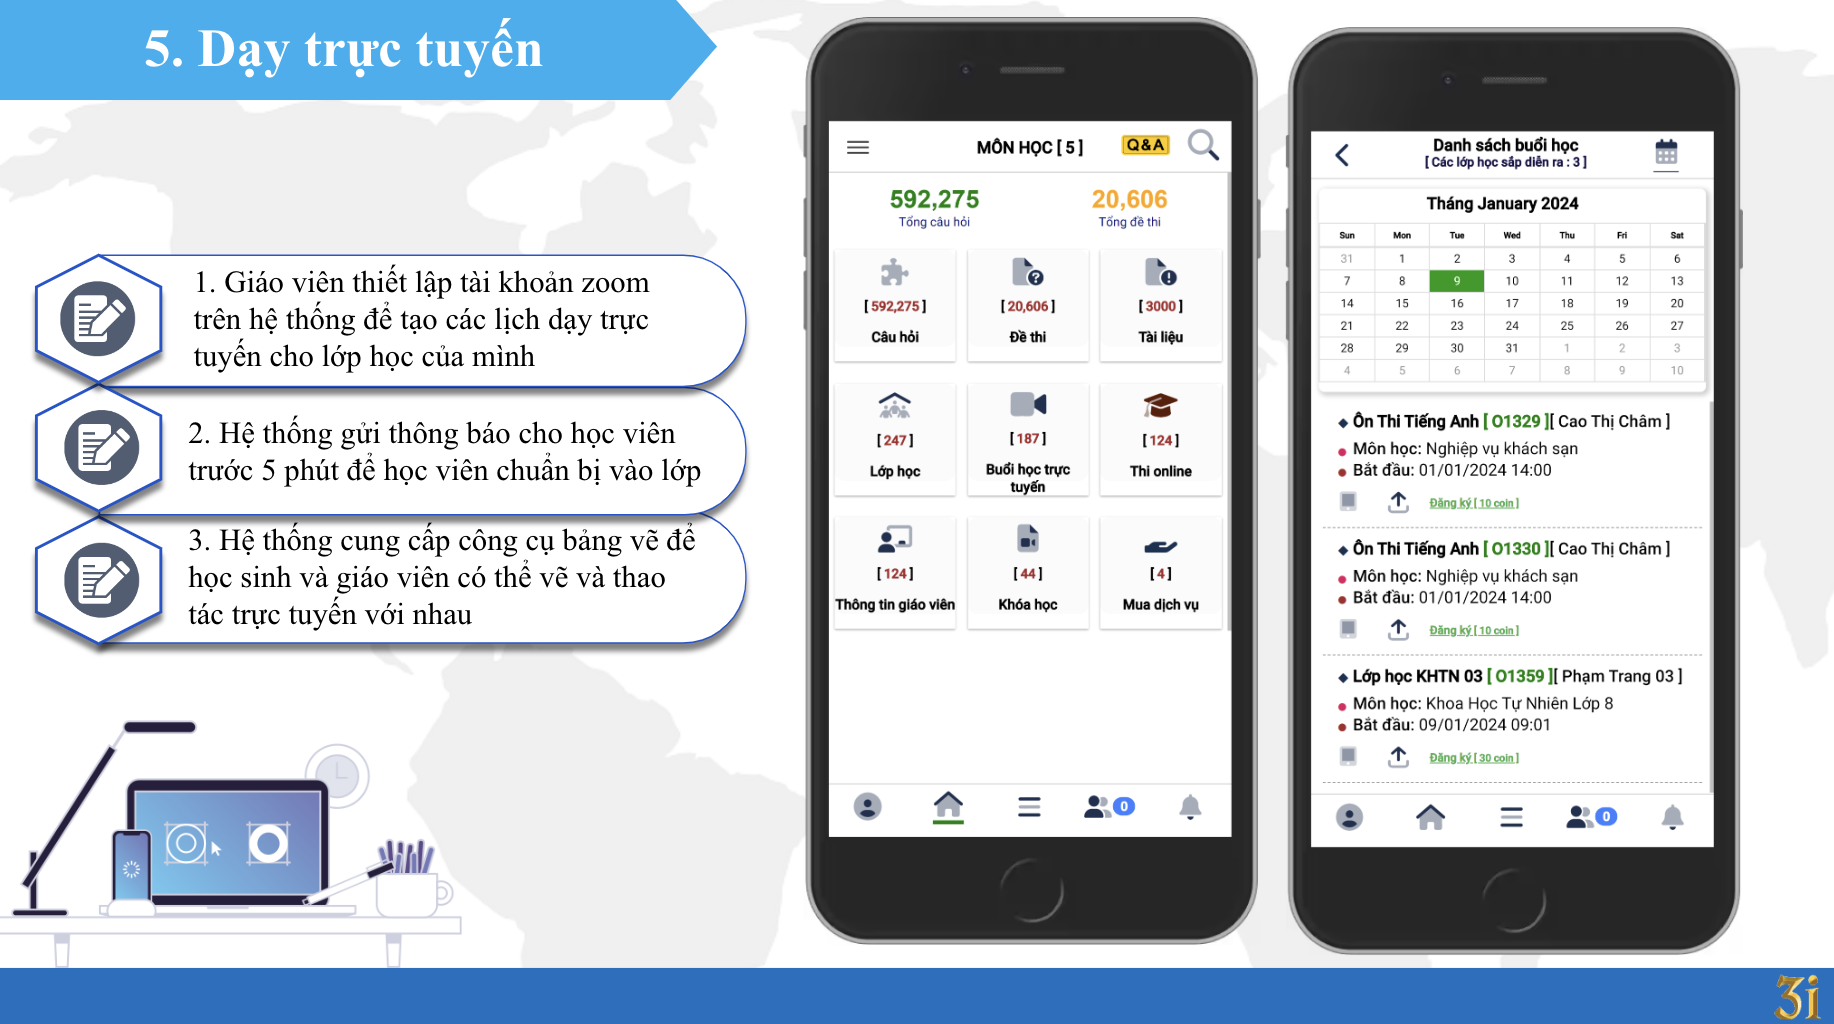 5. Dạy trực tuyến
1. Giáo viên thiết lập tài khoản zoom
trên hệ thống để tạo các lịch dạy trực
tuyến cho lớp học của mình
2. Hệ thống gửi thông báo cho học viên
trước 5 phút để học viên chuẩn bị vào lớp
3. Hệ thống cung cấp công cụ bảng vẽ để
học sinh và giáo viên có thể vẽ và thao
tác trực tuyến với nhau
MÔN HỌC [ 5 ] Q&A
592,275 20,606
Tổng câu hỏi Tổng đề thi
[ 592,275 ] [ 20,606 ] [ 3000 ]
Câu hỏi Đề thi Tài liệu
[ 247 ] [ 187 ] [ 124 ]
Lớp học Buổi học trực Thi online
tuyến
[ 124 ] [ 44 ] [ 4 ]
Thông tin giáo viên Khóa học Mua dịch vụ
0
Danh sách buổi học
[ Các lớp học sắp diễn ra : 3 ]
Tháng January 2024
Sun Mon Tue Wed Thu Fri Sat
31 1 2 3 4 5 6
7 8 9 10 11 12 13
14 15 16 17 18 19 20
21 22 23 24 25 26 27
28 29 30 31 1 2 3
4 5 6 7 8 9 10
Ôn Thi Tiếng Anh [ O1329 ][ Cao Thị Châm ]
Môn học: Nghiệp vụ khách sạn
Bắt đầu: 01/01/2024 14:00
Đăng ký [ 10 coin ]
Ôn Thi Tiếng Anh [ O1330 ][ Cao Thị Châm ]
Môn học: Nghiệp vụ khách sạn
Bắt đầu: 01/01/2024 14:00
Đăng ký [ 10 coin ]
Lớp học KHTN 03 [ O1359 ][ Phạm Trang 03 ]
Môn học: Khoa Học Tự Nhiên Lớp 8
Bắt đầu: 09/01/2024 09:01
Đăng ký [ 30 coin ]
0
3i